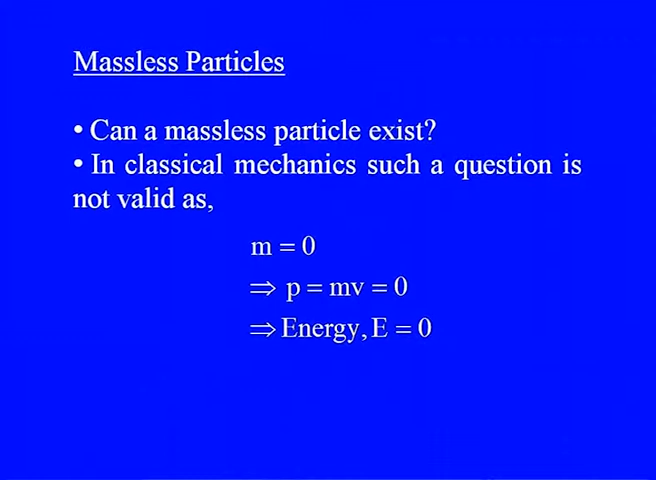 Massless Particles
• Can a massless particle exist?
• In classical mechanics such a question is
not valid as,
m = 0
⇒ p = mv = 0
⇒ Energy, E = 0